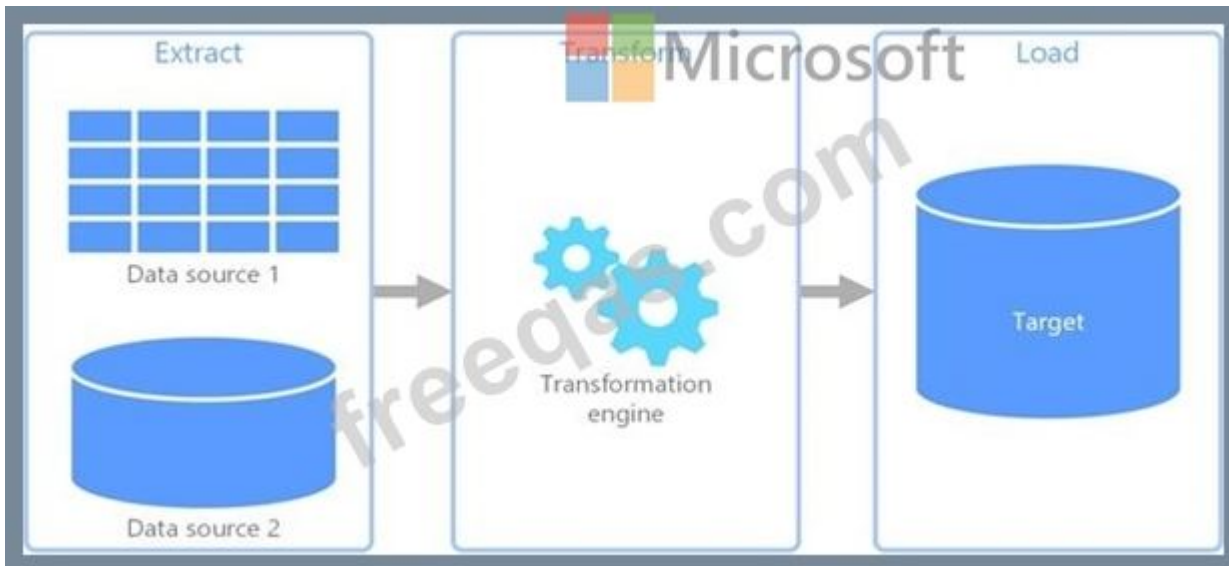 Extract
Transform
Microsoft
Load
Data source 1
Transformation
engine
Target
Data source 2
freeqas.com